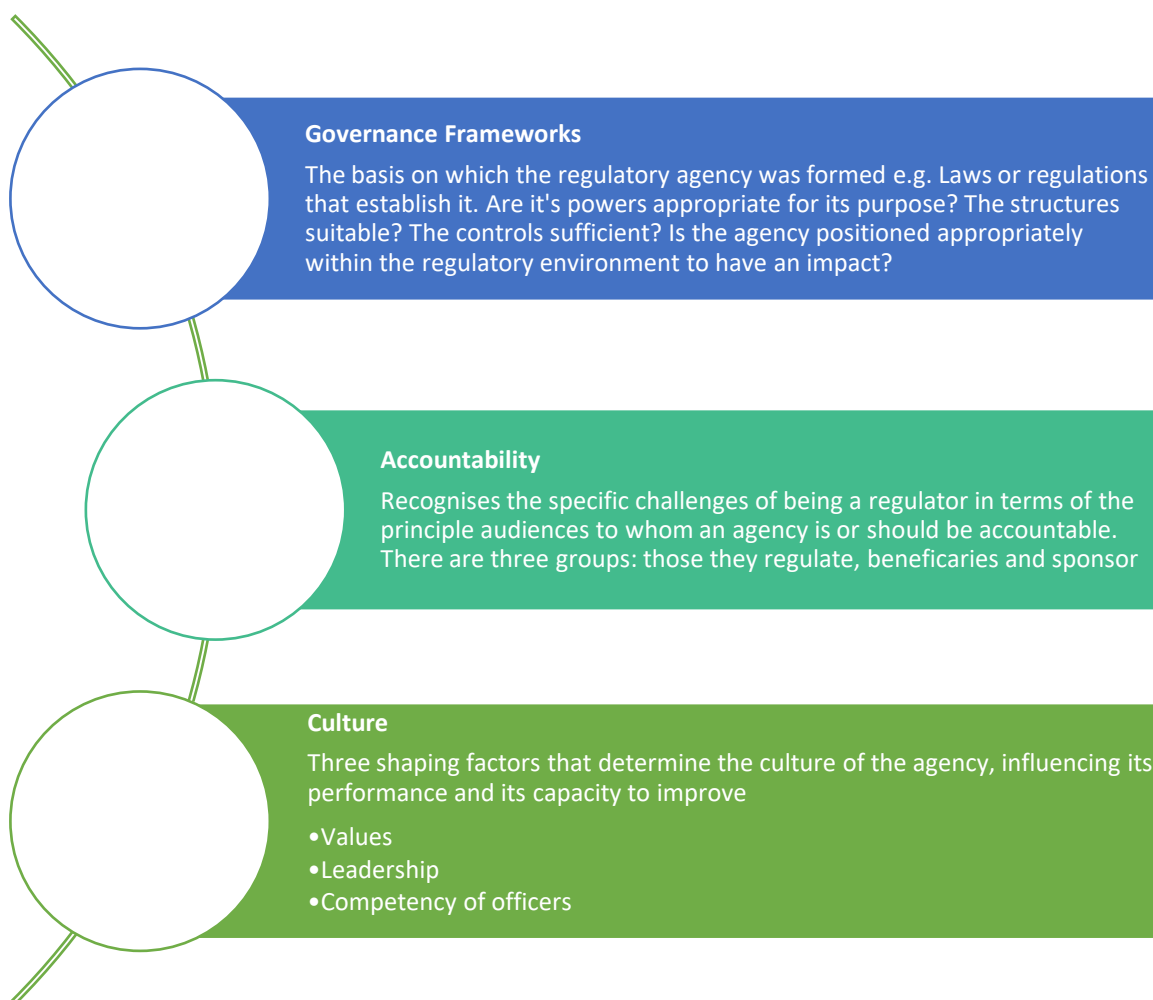 Governance Frameworks
The basis on which the regulatory agency was formed e.g. Laws or regulations
that establish it. Are it's powers appropriate for its purpose? The structures
suitable? The controls sufficient? Is the agency positioned appropriately
within the regulatory environment to have an impact?
Accountability
Recognises the specific challenges of being a regulator in terms of the
principle audiences to whom an agency is or should be accountable.
There are three groups: those they regulate, beneficaries and sponsor
Culture
Three shaping factors that determine the culture of the agency, influencing its
performance and its capacity to improve
•Values
•Leadership
•Competency of officers